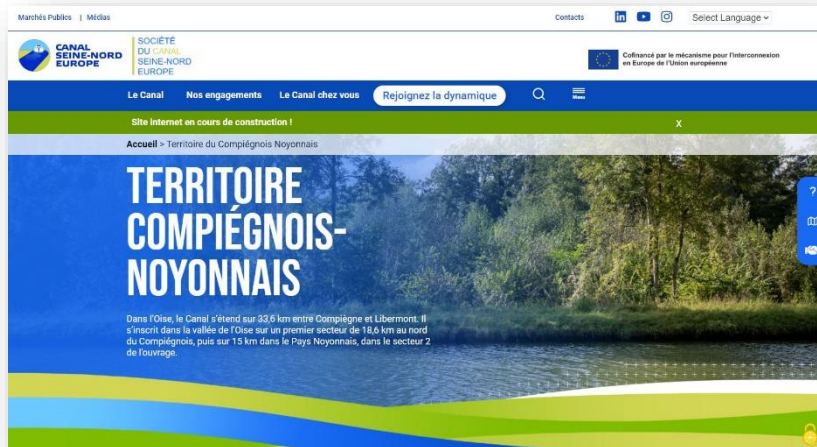 Marchés Publics | Médias
Contacts
Select Language
CANAL
SEINE-NORD
EUROPE
SOCIÉTÉ
DU CANAL
SEINE-NORD
EUROPE
Cofinancé par le mécanisme pour l'interconnexion
en Europe de l'Union européenne
Le Canal Nos engagements Le Canal chez vous Rejoignez la dynamique
Menu
Site internet en cours de construction !
X
Accueil > Territoire du Compiégnois Noyonnais
TERRITOIRE
COMPIÉGNOIS-
NOYONNAIS
?
Dans l'Oise, le Canal s'étend sur 33,6 km entre Compiègne et Libermont. Il
s'inscrit dans la vallée de l'Oise sur un premier secteur de 18,6 km au nord
du Compiégnois, puis sur 15 km dans le Pays Noyonnais, dans le secteur 2
de l'ouvrage.